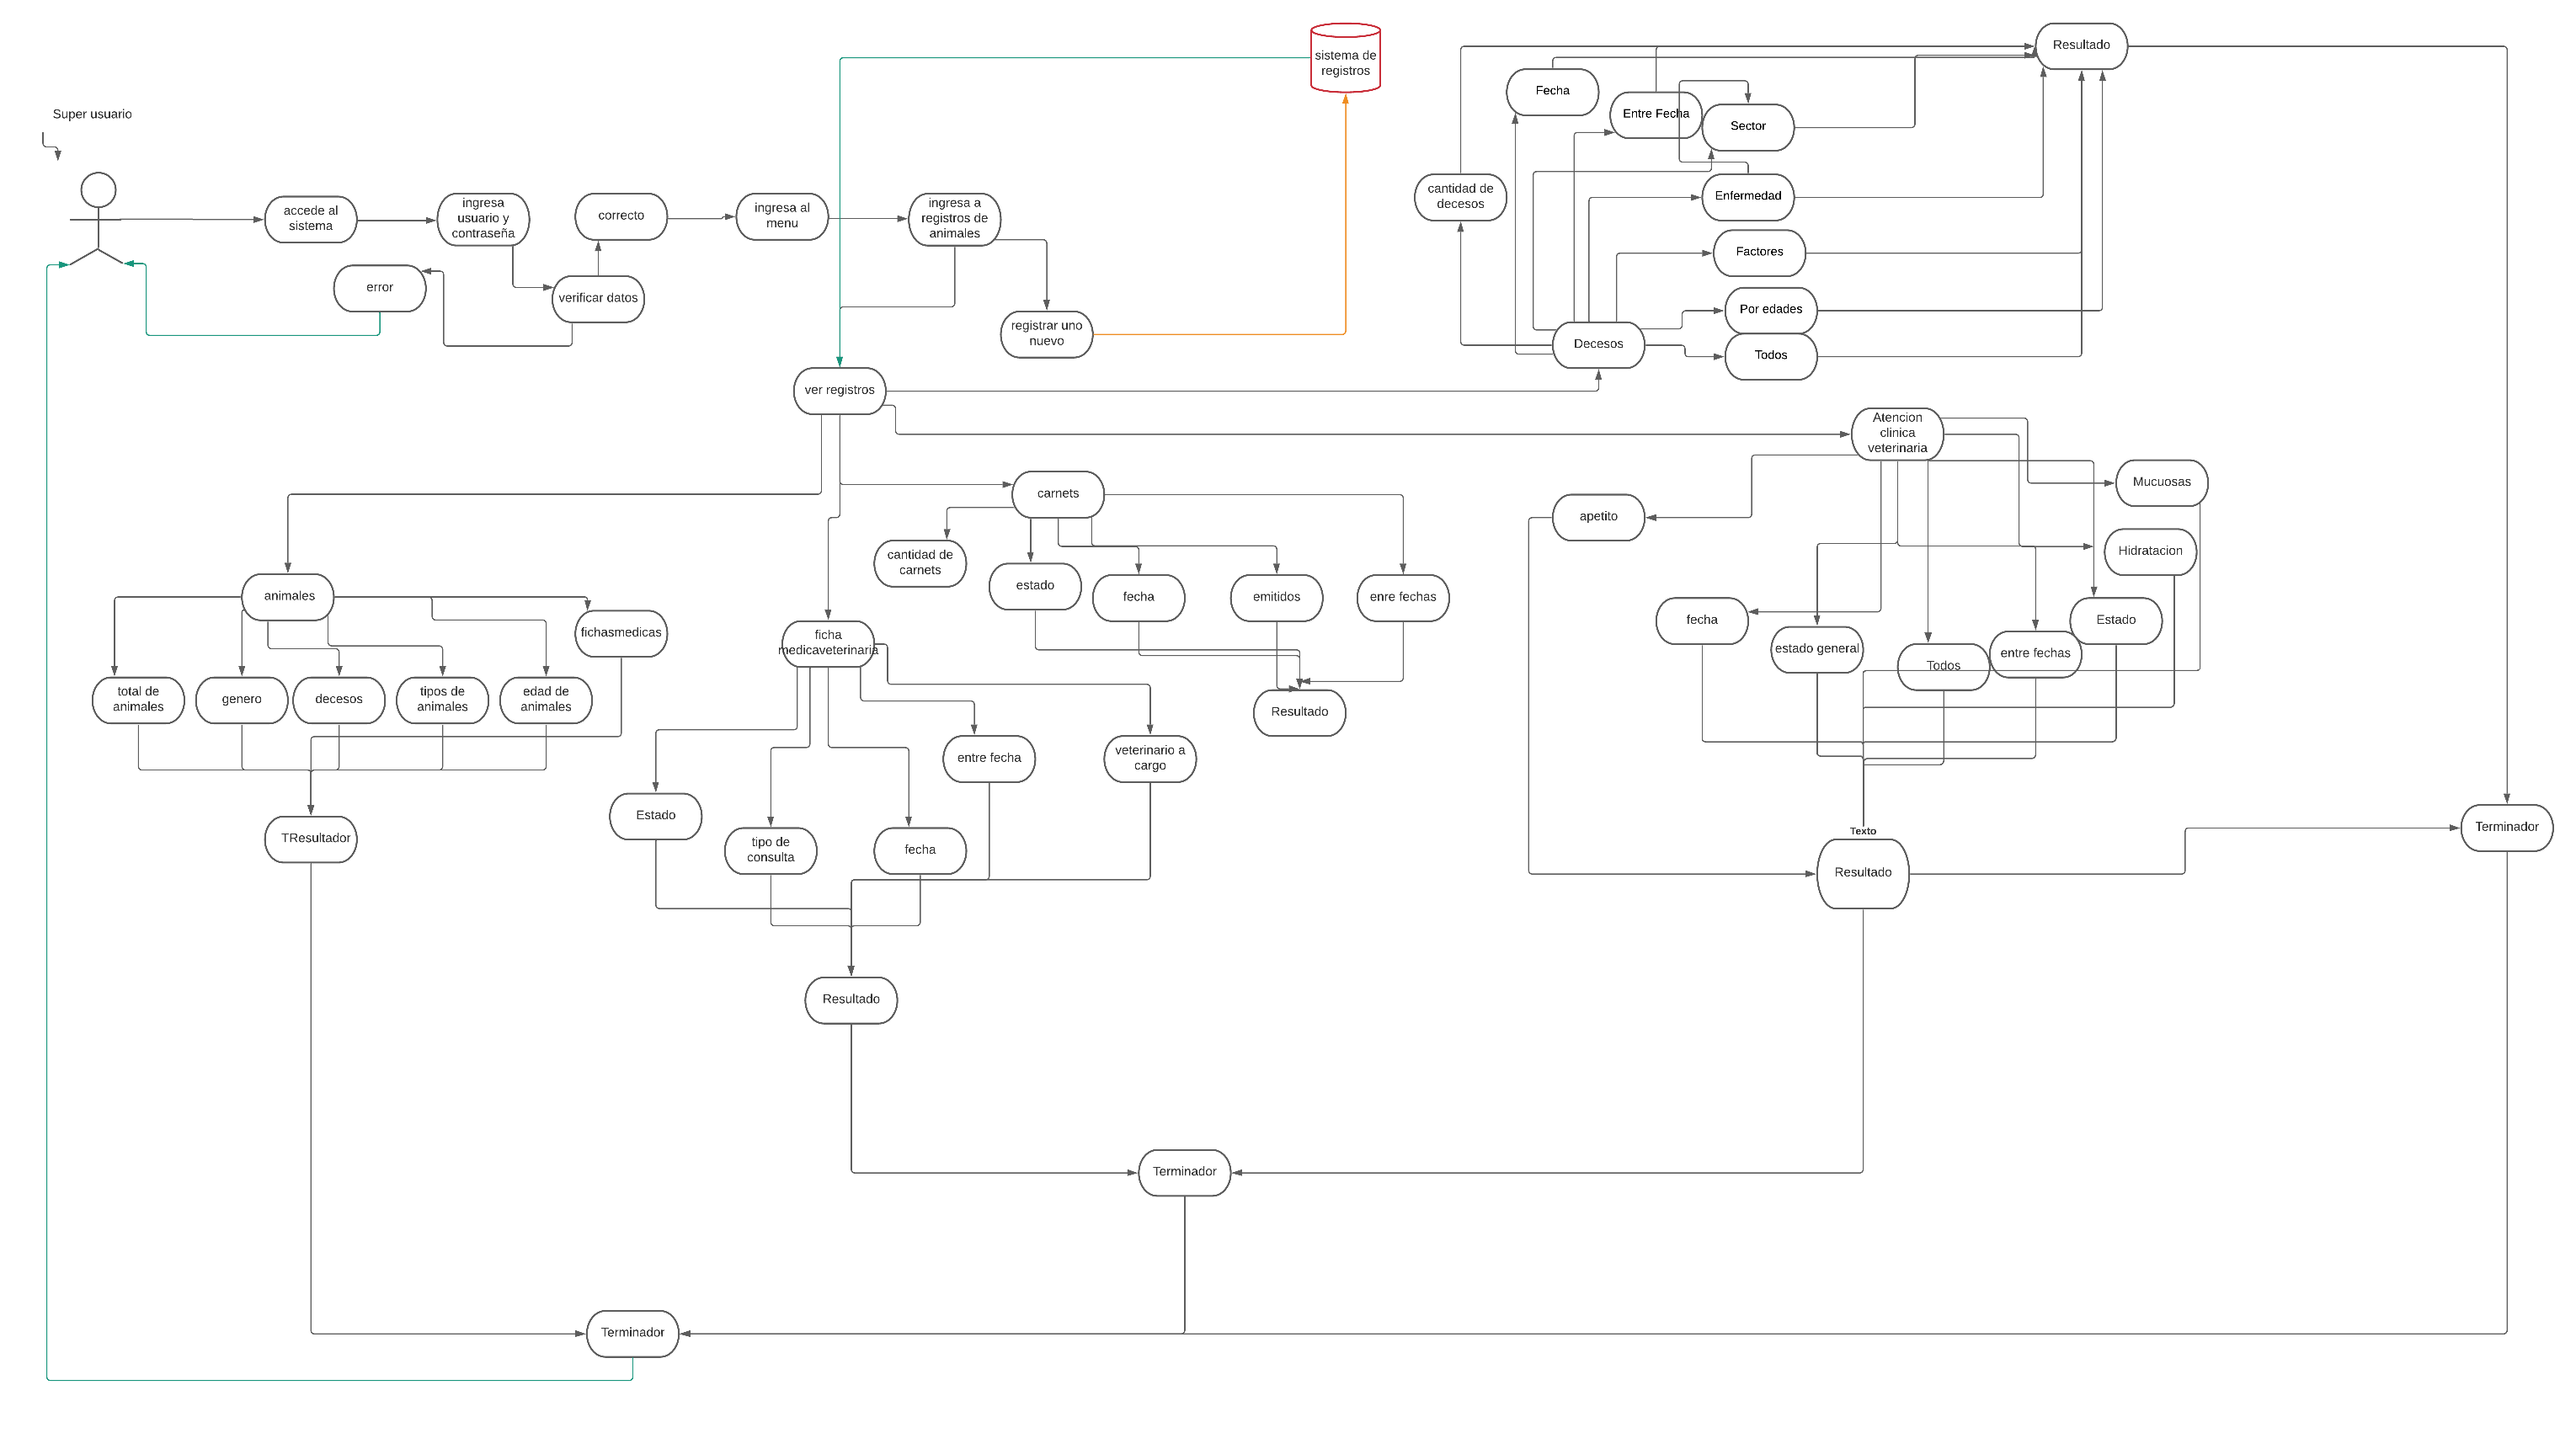 sistema de
registros
Resultado
Fecha
Entre Fecha
Sector
Super usuario
cantidad de
decesos
Enfermedad
accede al
sistema
ingresa
usuario y
contraseña
correcto
ingresa al
menu
ingresa a
registros de
animales
Factores
error
verificar datos
registrar uno
nuevo
Por edades
Decesos
Todos
ver registros
Atencion
clinica
veterinaria
carnets
Mucuosas
apetito
Hidratacion
cantidad de
carnets
estado
fecha
emitidos
enre fechas
animales
fichasmedicas
ficha
medicaveterinaria
fecha
estado general
Todos
entre fechas
Estado
total de
animales
genero
decesos
tipos de
animales
edad de
animales
Resultado
entre fecha
veterinario a
cargo
Estado
tipo de
consulta
fecha
TResultador
Texto
Resultado
Terminador
Resultado
Terminador
Terminador